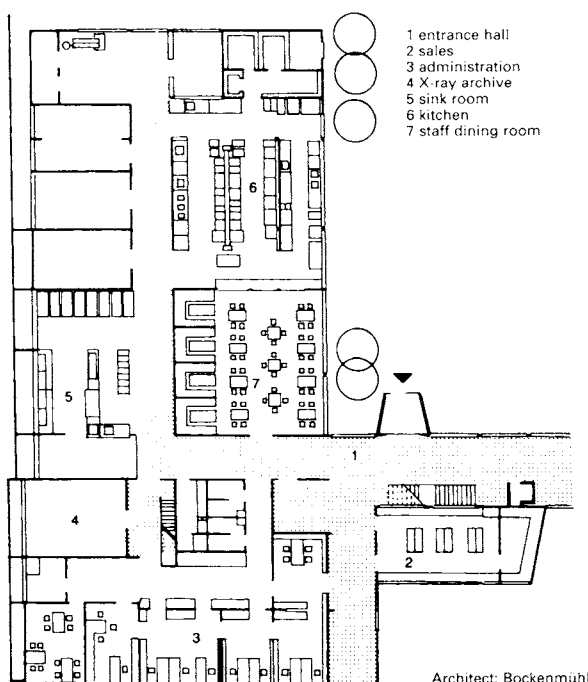 1 entrance hall
2 sales
3 administration
4 X-ray archive
5 sink room
6 kitchen
7 staff dining room
6
7
5
1
4
2
3
Architect: Bockenmühl